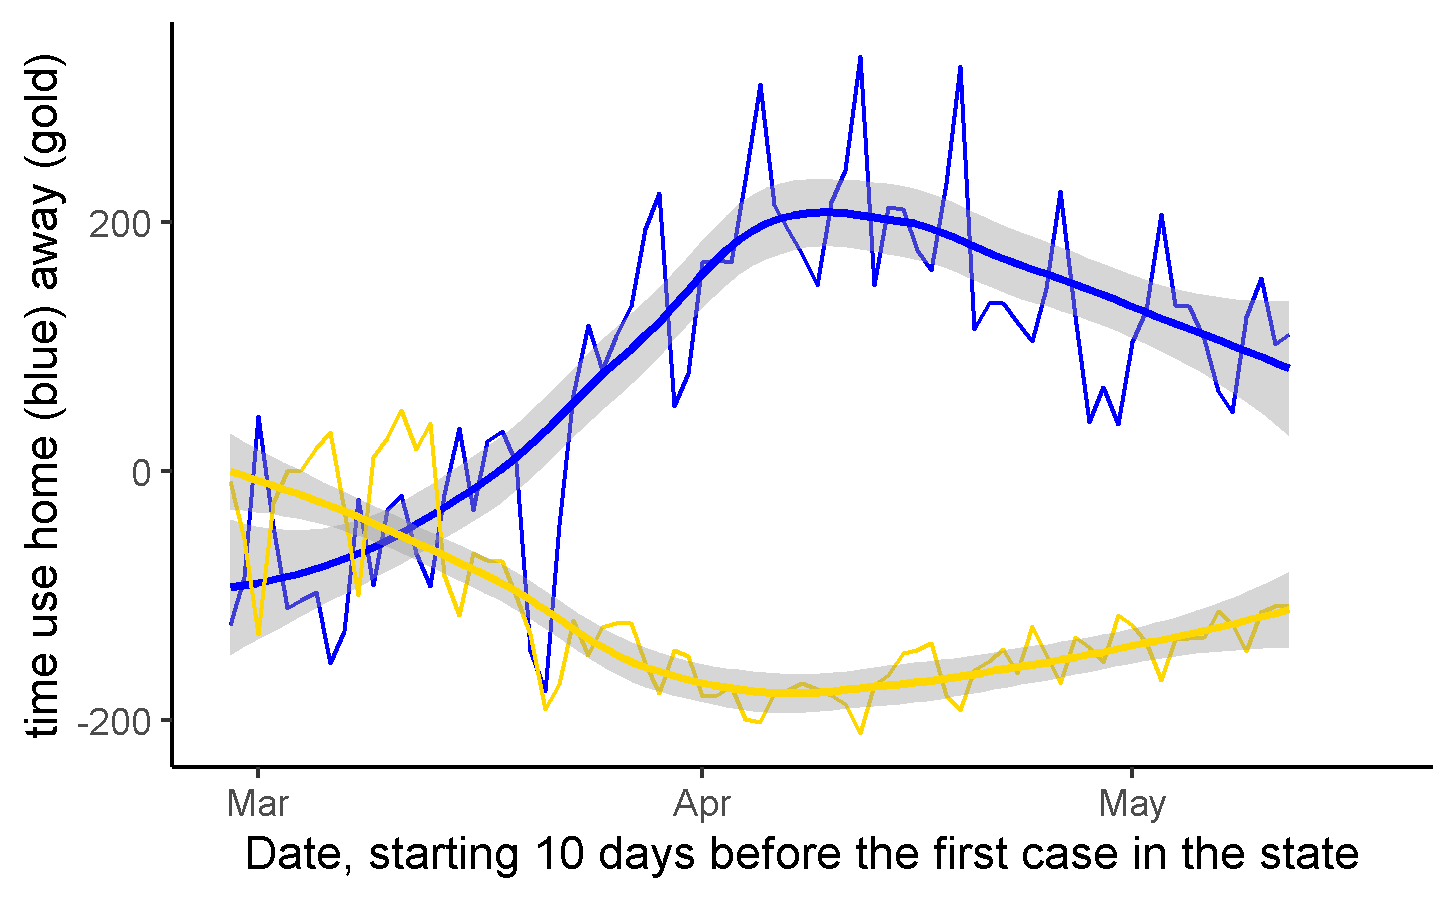 time use home (blue) away (gold)
200
0
-200
Mar Apr May
Date, starting 10 days before the first case in the state